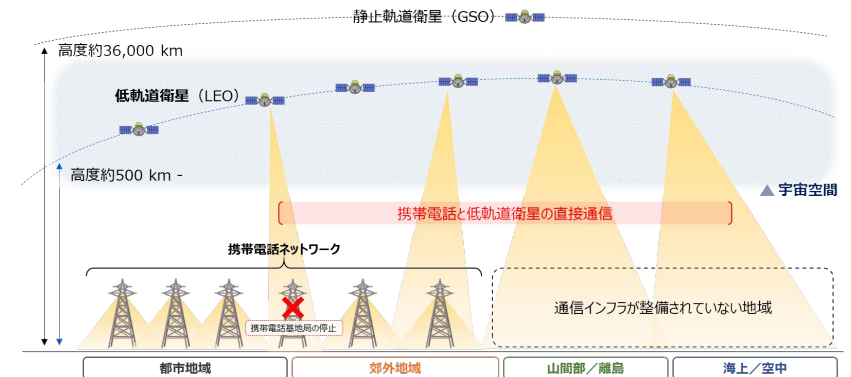 静止軌道衛星（GSO）
高度約36,000 km
低軌道衛星（LEO）
高度約500 km -
宇宙空間
携帯電話と低軌道衛星の直接通信
携帯電話ネットワーク
携帯電話基地局の停止
通信インフラが整備されていない地域
都市地域
郊外地域
山間部／離島
海上／空中